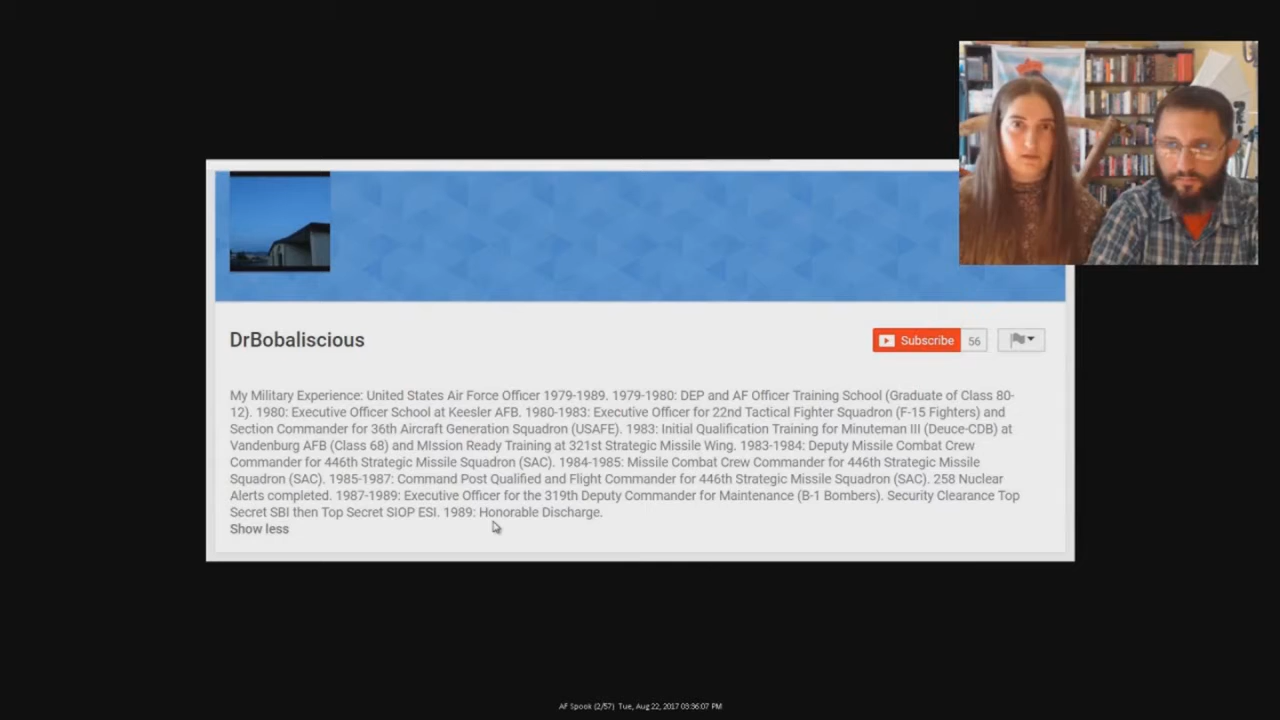 DrBobaliscious
Subscribe 56
My Military Experience: United States Air Force Officer 1979-1989. 1979-1980: DEP and AF Officer Training School (Graduate of Class 80-
12). 1980: Executive Officer School at Keesler AFB. 1980-1983: Executive Officer for 22nd Tactical Fighter Squadron (F-15 Fighters) and
Section Commander for 36th Aircraft Generation Squadron (USAFE). 1983: Initial Qualification Training for Minuteman III (Deuce-CDB) at
Vandenburg AFB (Class 68) and MIssion Ready Training at 321st Strategic Missile Wing. 1983-1984: Deputy Missile Combat Crew
Commander for 446th Strategic Missile Squadron (SAC). 1984-1985: Missile Combat Crew Commander for 446th Strategic Missile
Squadron (SAC). 1985-1987: Command Post Qualified and Flight Commander for 446th Strategic Missile Squadron (SAC). 258 Nuclear
Alerts completed. 1987-1989: Executive Officer for the 319th Deputy Commander for Maintenance (B-1 Bombers). Security Clearance Top
Secret SBI then Top Secret SIOP ESI. 1989: Honorable Discharge.
Show less
AF Spook (2/57) Tue, Aug 22, 2017 03:36:07 PM